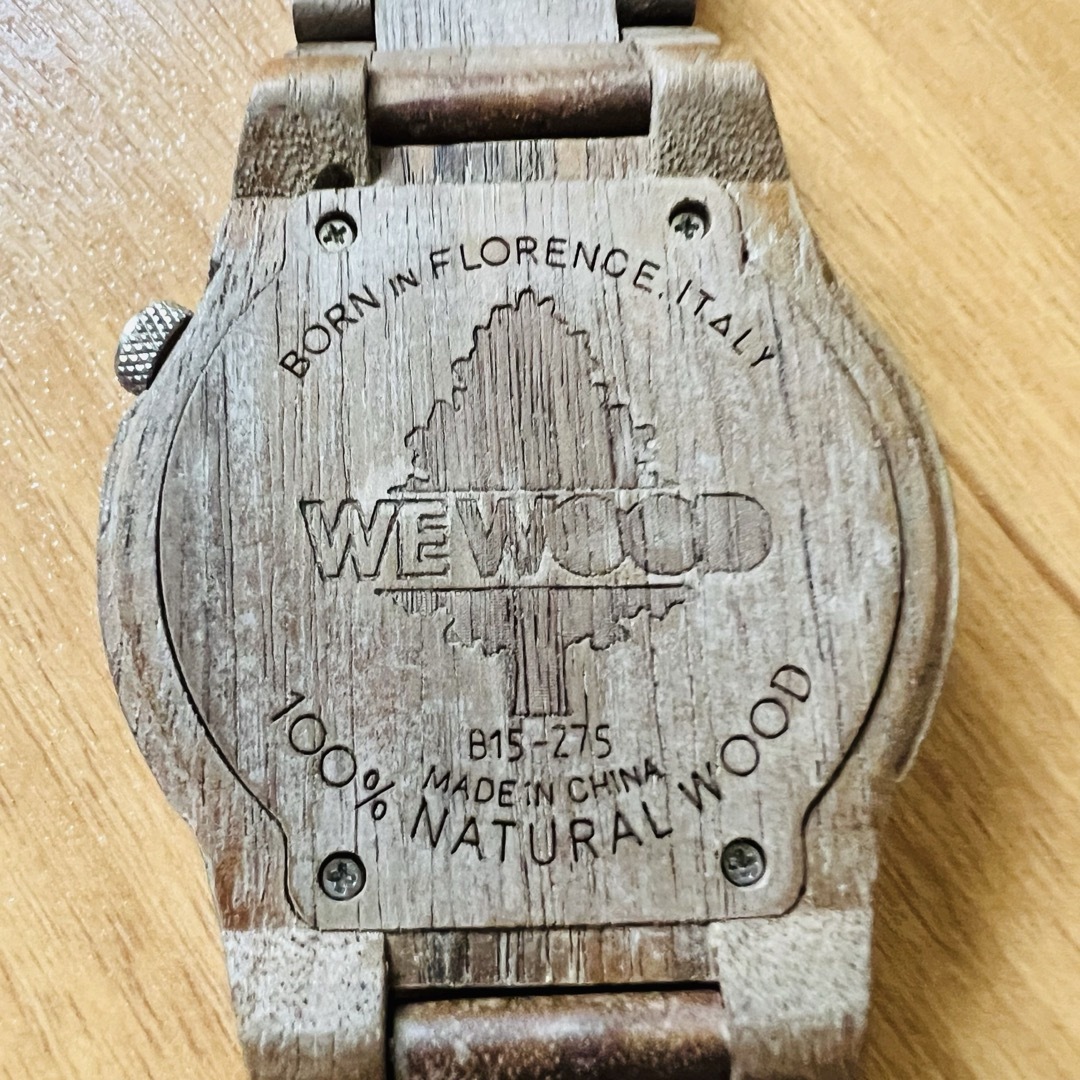 BORN IN FLORENCE, ITALY
WEWOOD
B15-275
MADE IN CHINA
100% NATURAL WOOD